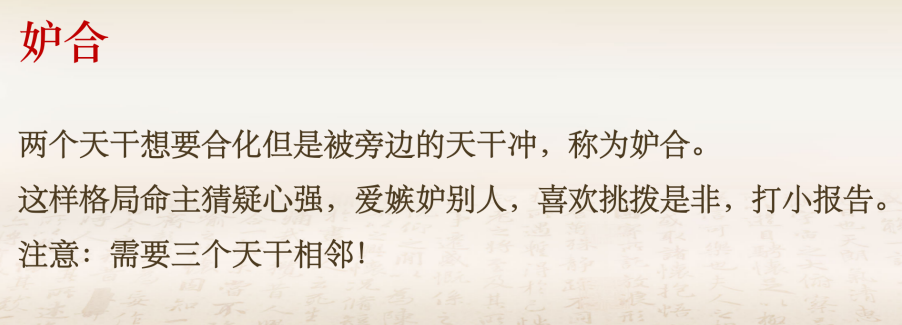 妒合
两个天干想要合化但是被旁边的天干冲，称为妒合。
这样格局命主猜疑心强，爱嫉妒别人，喜欢挑拨是非，打小报告。
注意：需要三个天干相邻！